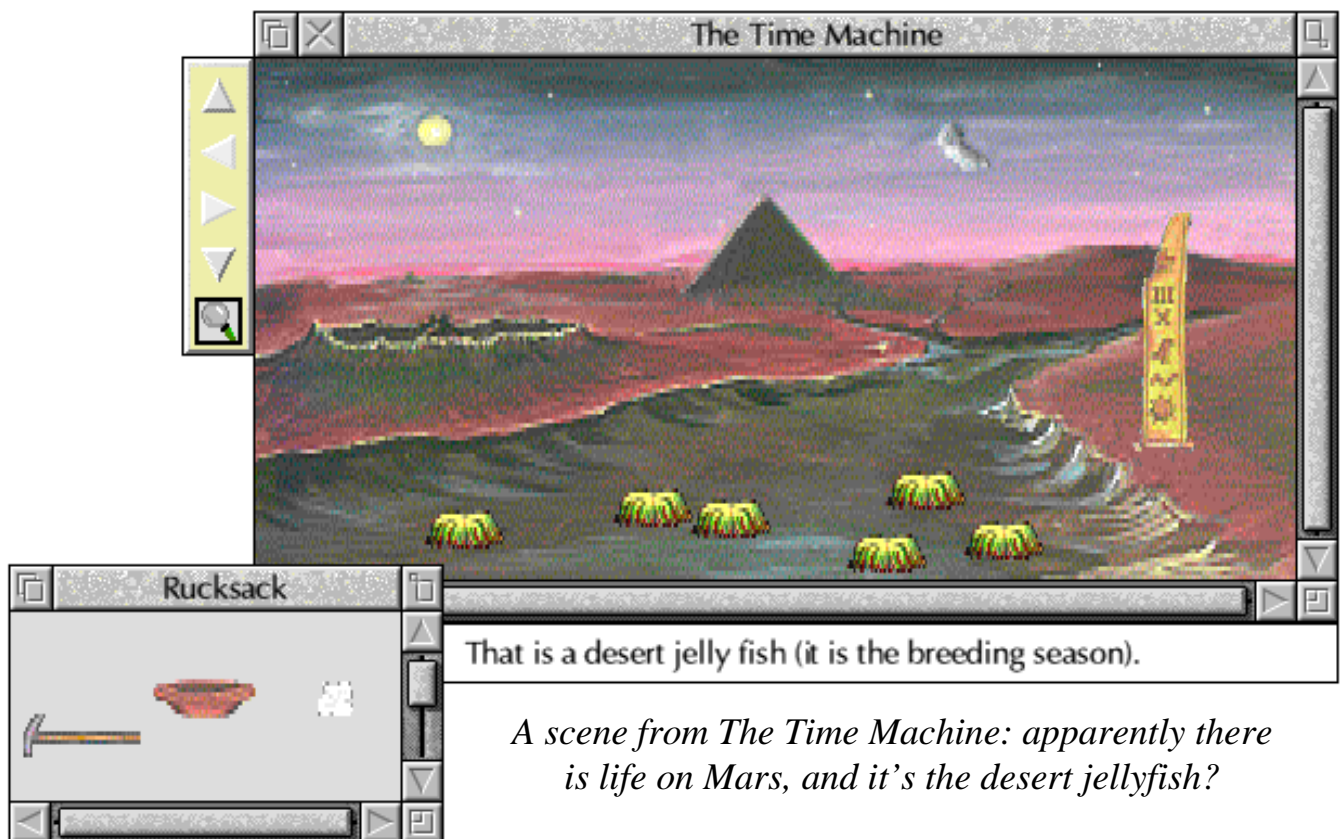 The Time Machine
Rucksack
That is a desert jelly fish (it is the breeding season).
A scene from The Time Machine: apparently there
is life on Mars, and it’s the desert jellyfish?